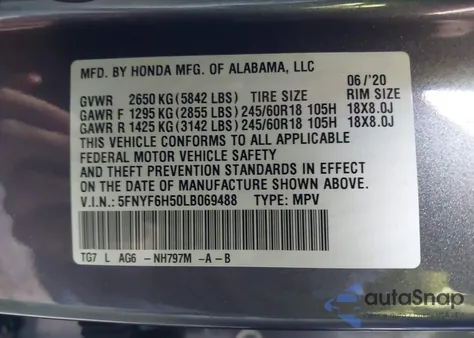 MFD. BY HONDA MFG. OF ALABAMA, LLC
06 /'20
GVWR 2650 KG (5842 LBS) TIRE SIZE RIM SIZE
GAWR F 1295 KG (2855 LBS) 245/60R18 105H 18X8.0J
GAWR R 1425 KG (3142 LBS) 245/60R18 105H 18X8.0J
THIS VEHICLE CONFORMS TO ALL APPLICABLE
FEDERAL MOTOR VEHICLE SAFETY
AND THEFT PREVENTION STANDARDS IN EFFECT
ON THE DATE OF MANUFACTURE SHOWN ABOVE.
V.I.N.: 5FNYF6H50LB069488 TYPE: MPV
TG7 L AG6 -NH797M -A-B
autoSnap